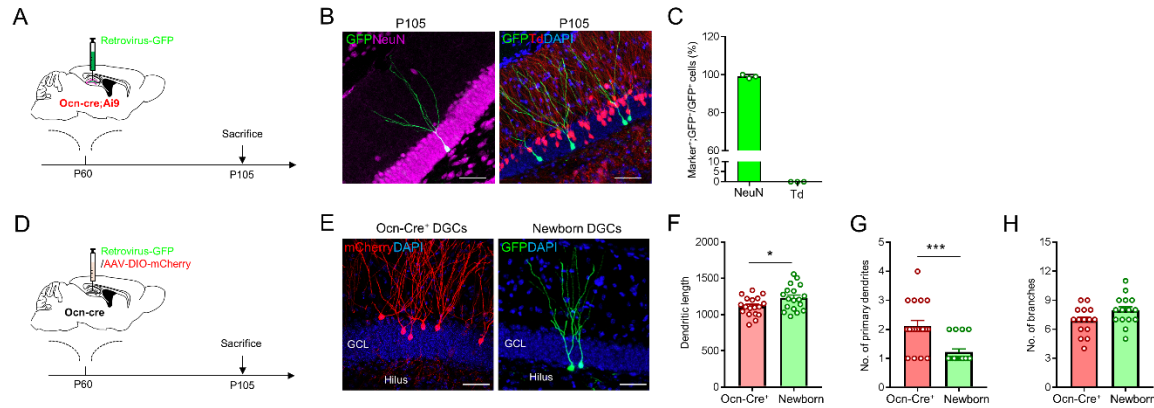 A
Retrovirus-GFP
Ocn-cre;Ai9
Sacrifice
P60
P105
B
P105
GFPNeuN
P105
GFPTdDAPI
C
Marker⁺;GFP⁺/GFP⁺ cells (%)
100
80
60
10
0
NeuN
Td
D
Retrovirus-GFP
/AAV-DIO-mCherry
Ocn-cre
Sacrifice
P60
P105
E
Ocn-Cre⁺ DGCs
mCherryDAPI
GCL
Hilus
Newborn DGCs
GFPDAPI
GCL
Hilus
F
Dendritic length
2000
1500
1000
500
0
*
Ocn-Cre⁺
Newborn
G
No. of primary dendrites
5
4
3
2
1
0
***
Ocn-Cre⁺
Newborn
H
No. of branches
15
12
9
6
3
0
Ocn-Cre⁺
Newborn